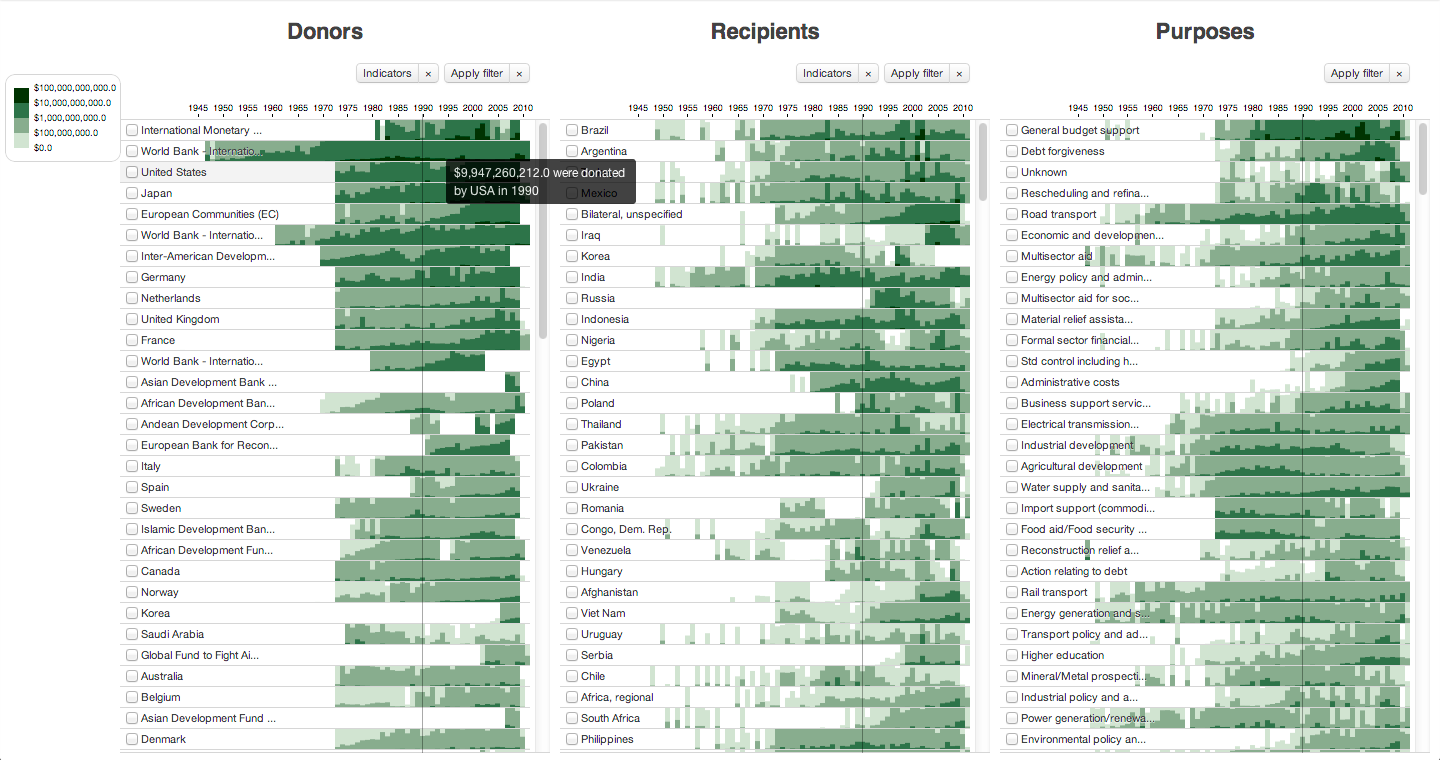 Donors
Recipients
Purposes
Indicators ×
Apply filter ×
Indicators ×
Apply filter ×
Apply filter ×
$100,000,000,000.0
$10,000,000,000.0
$1,000,000,000.0
$100,000,000.0
$0.0
1945 1950 1955 1960 1965 1970 1975 1980 1985 1990 1995 2000 2005 2010
International Monetary ...
World Bank - Internatio...
United States
Japan
European Communities (EC)
World Bank - Internatio...
Inter-American Developm...
Germany
Netherlands
United Kingdom
France
World Bank - Internatio...
Asian Development Bank ...
African Development Ban...
Andean Development Corp...
European Bank for Recon...
Italy
Spain
Sweden
Islamic Development Ban...
African Development Fun...
Canada
Norway
Korea
Saudi Arabia
Global Fund to Fight Ai...
Australia
Belgium
Asian Development Fund ...
Denmark
$9,947,260,212.0 were donated
by USA in 1990
1945 1950 1955 1960 1965 1970 1975 1980 1985 1990 1995 2000 2005 2010
Brazil
Argentina
Mexico
Bilateral, unspecified
Iraq
Korea
India
Russia
Indonesia
Nigeria
Egypt
China
Poland
Thailand
Pakistan
Colombia
Ukraine
Romania
Congo, Dem. Rep.
Venezuela
Hungary
Afghanistan
Viet Nam
Uruguay
Serbia
Chile
Africa, regional
South Africa
Philippines
1945 1950 1955 1960 1965 1970 1975 1980 1985 1990 1995 2000 2005 2010
General budget support
Debt forgiveness
Unknown
Rescheduling and refina...
Road transport
Economic and developmen...
Multisector aid
Energy policy and admin...
Multisector aid for soc...
Material relief assista...
Formal sector financial...
Std control including h...
Administrative costs
Business support servic...
Electrical transmission...
Industrial development
Agricultural development
Water supply and sanita...
Import support (commodi...
Food aid/Food security ...
Reconstruction relief a...
Action relating to debt
Rail transport
Energy generation and s...
Transport policy and ad...
Higher education
Mineral/Metal prospecti...
Industrial policy and a...
Power generation/renewa...
Environmental policy an...